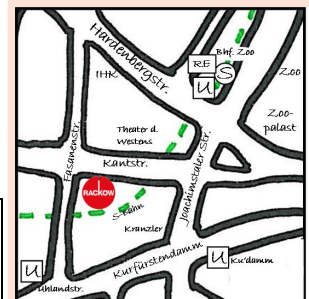 Hardenbergstr.
Bhf. Zoo
RE
S
U
IHK
Zoo
Zoo-
palast
Theater d.
Westens
Fasanenstr.
Joachimstaler Str.
Kantstr.
RACKOW
S-Bahn
Kranzler
Kurfürstendamm
U
Ku'damm
U
Uhlandstr.